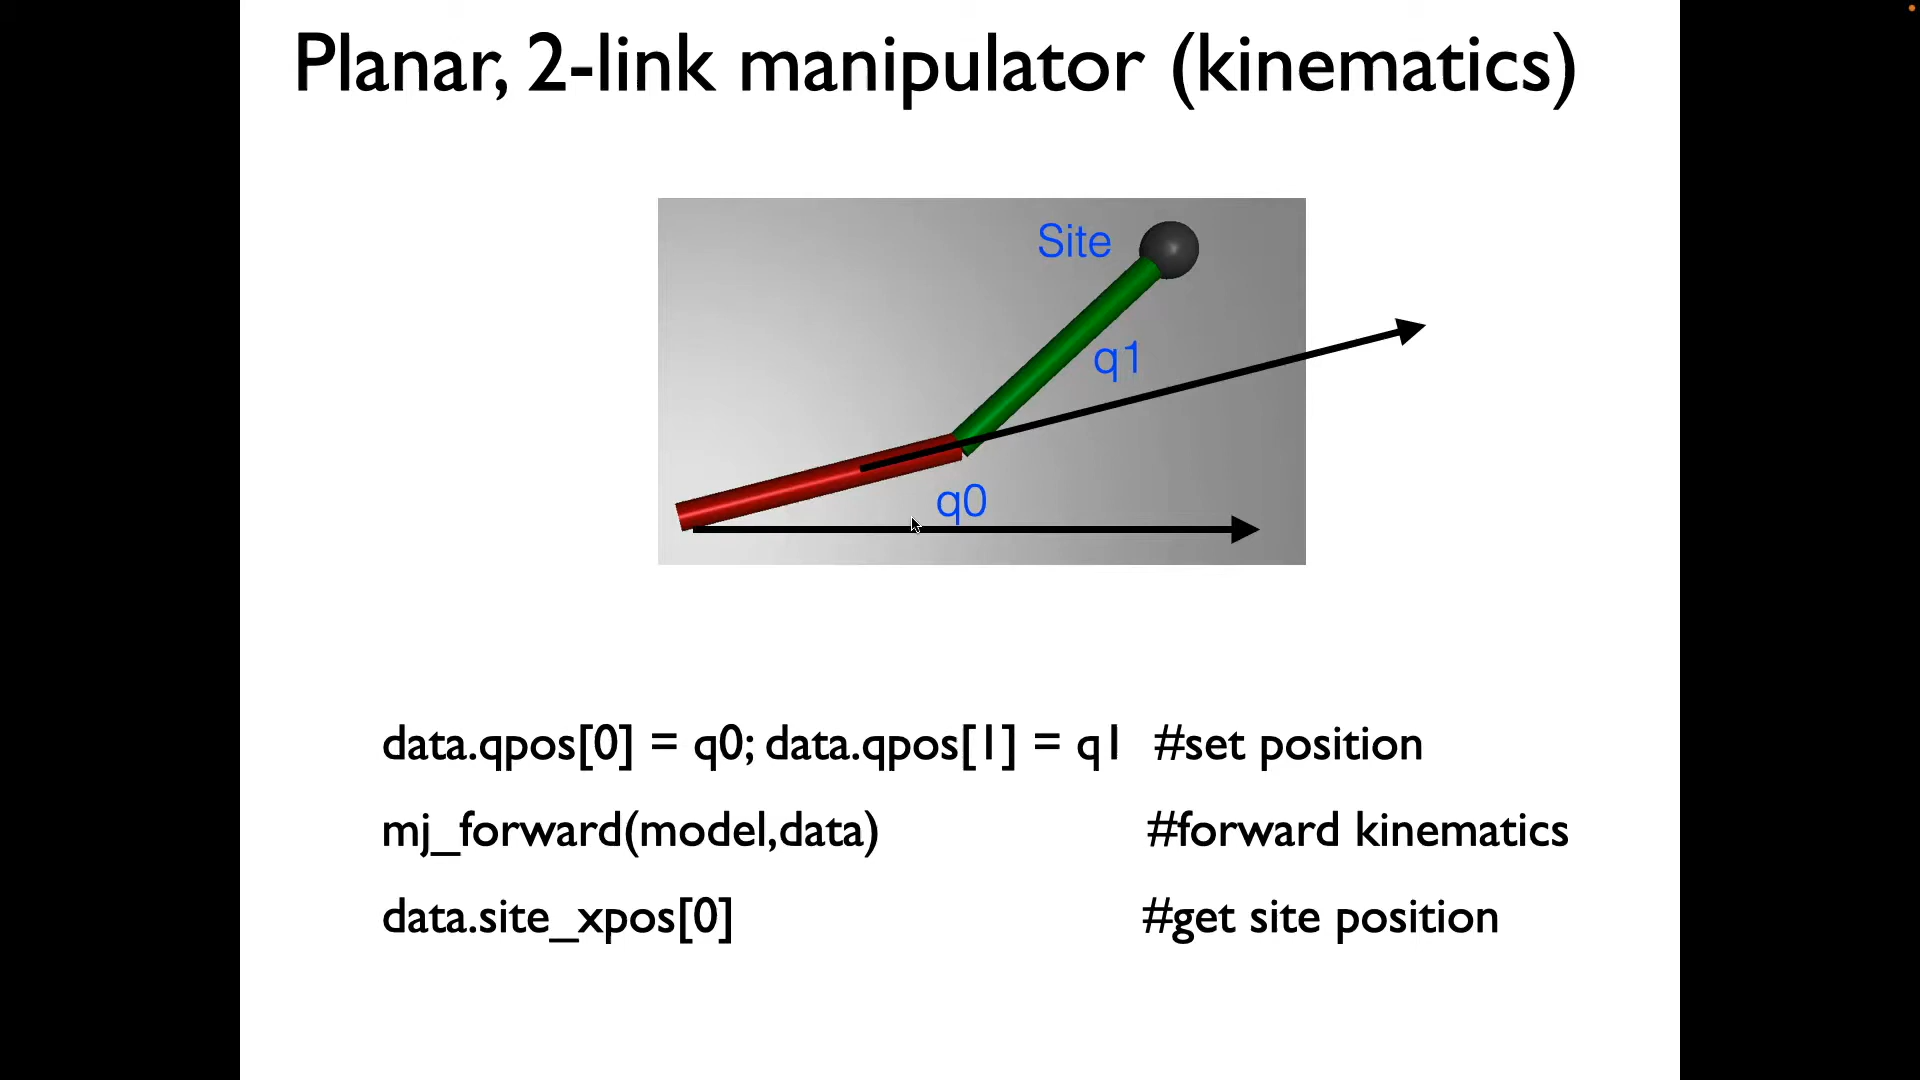 Planar, 2-link manipulator (kinematics)
Site
q1
q0
data.qpos[0] = q0; data.qpos[1] = q1 #set position
mj_forward(model,data) #forward kinematics
data.site_xpos[0] #get site position